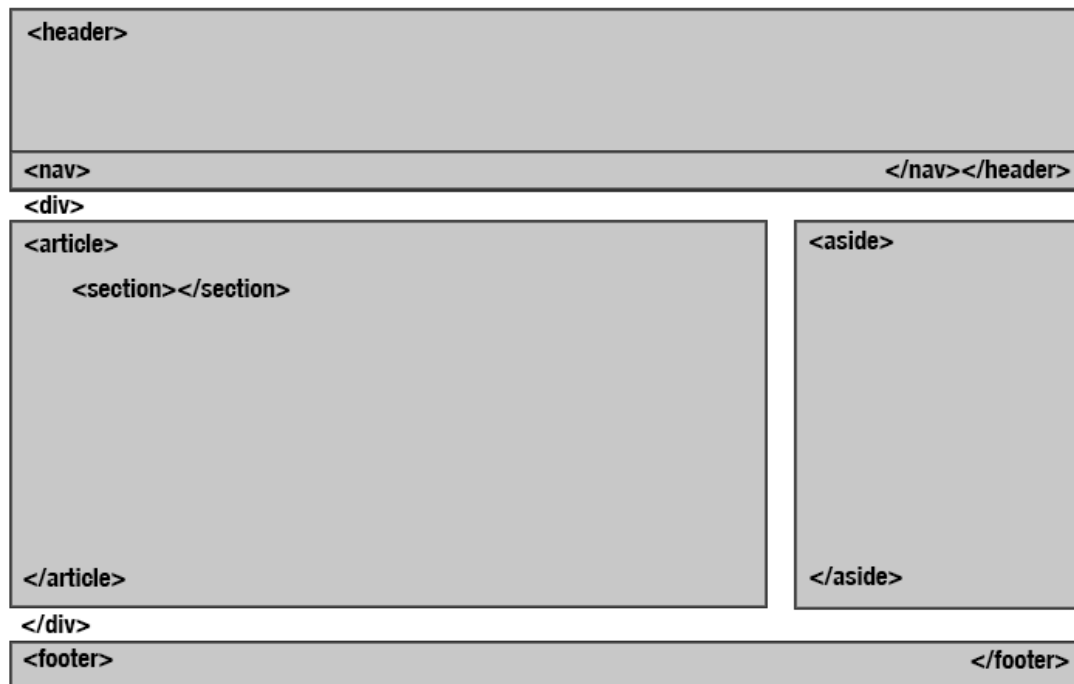 <header>
<nav> </nav></header>
<div>
<article>
<section></section>
</article>
<aside>
</aside>
</div>
<footer> </footer>